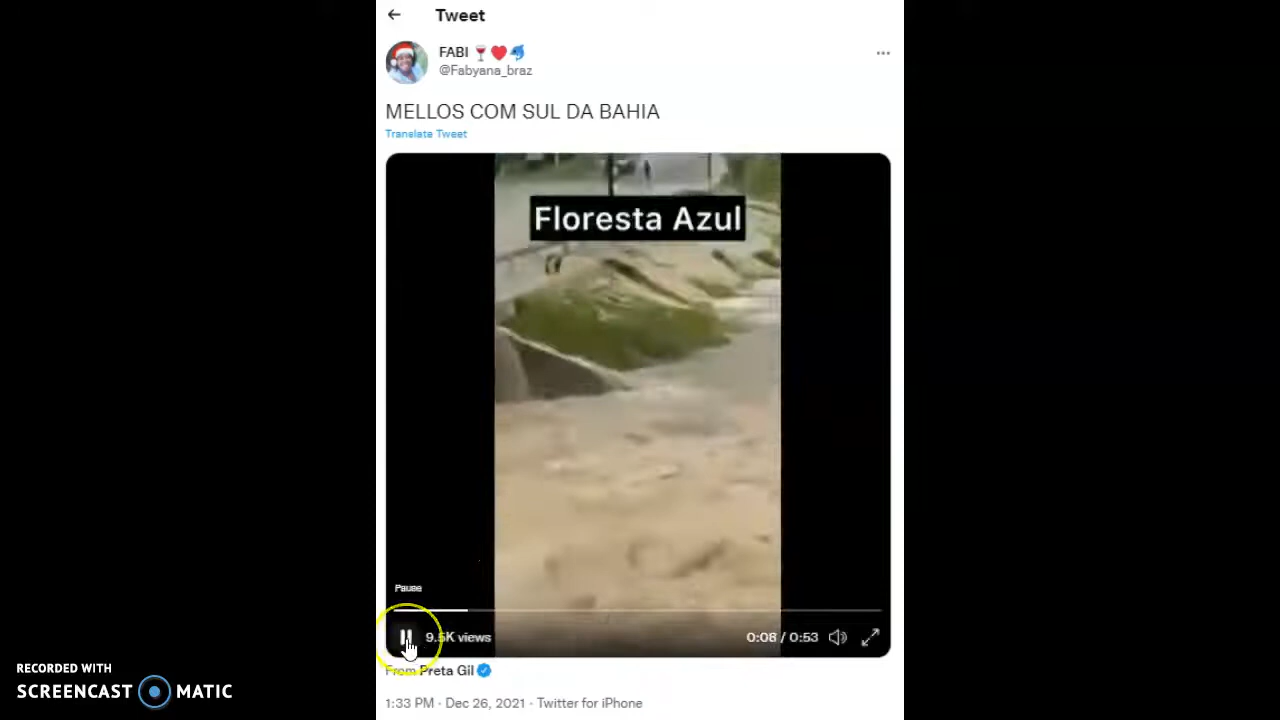 Tweet
FABI
@Fabyana_braz
MELLOS COM SUL DA BAHIA
Translate Tweet
Floresta Azul
Pause
9.5K views
0:08 / 0:53
From Preta Gil
1:33 PM · Dec 26, 2021 · Twitter for iPhone
RECORDED WITH
SCREENCAST MATIC